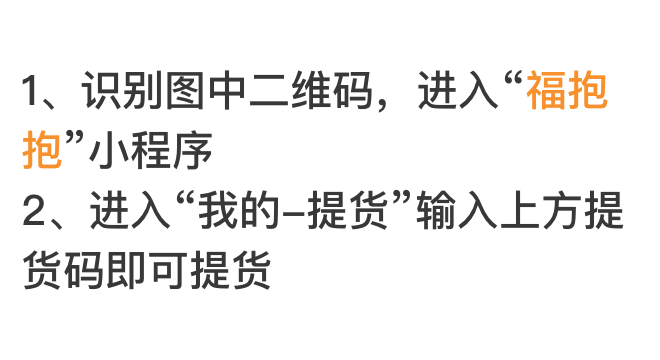 1、识别图中二维码，进入“福抱
抱”小程序
2、进入“我的–提货”输入上方提
货码即可提货